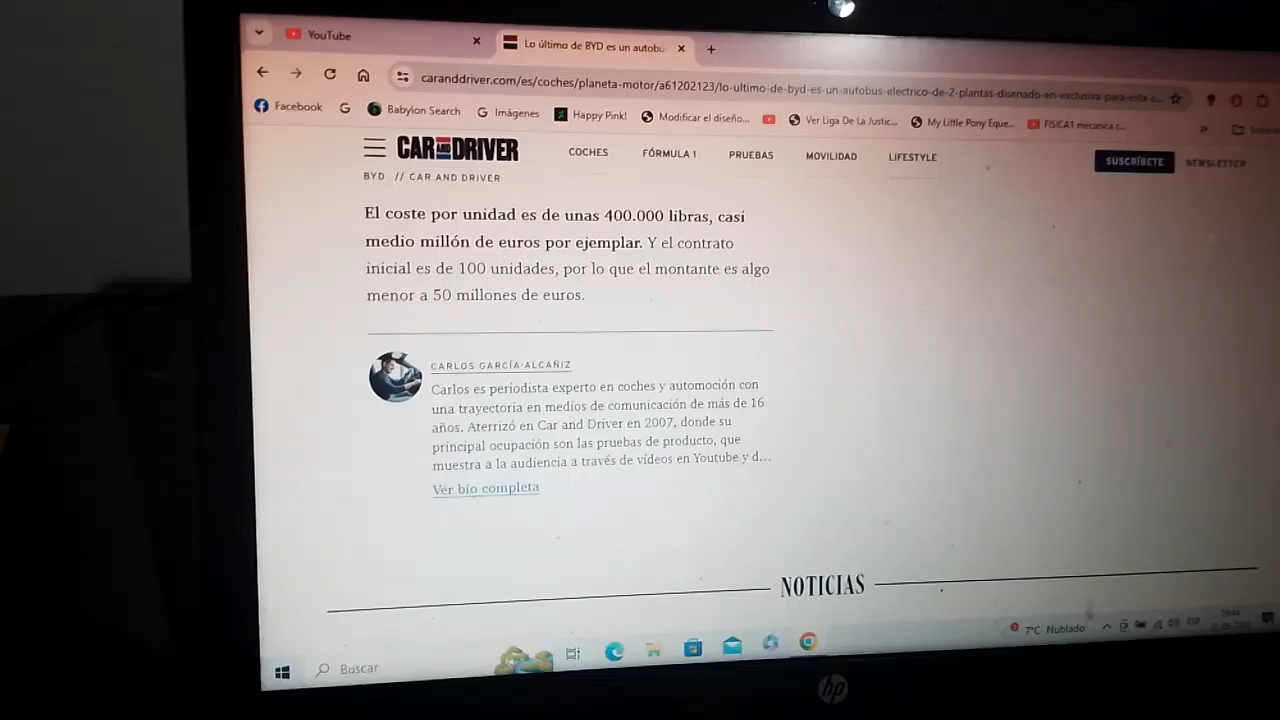 YouTube
Lo último de BYD es un autobú
caranddriver.com/es/coches/planeta-motor/a61202123/lo-ultimo-de-byd-es-un-autobus-electrico-de-2-plantas-disenado-en-exclusiva-para-esta-c...
Facebook
Babylon Search
Imágenes
Happy Pink!
Modificar el diseño...
Ver Liga De La Justic...
My Little Pony Eque...
FISICA1 mecanica c...
CAR AND DRIVER
COCHES
FÓRMULA 1
PRUEBAS
MOVILIDAD
LIFESTYLE
SUSCRÍBETE
NEWSLETTER
BYD // CAR AND DRIVER
El coste por unidad es de unas 400.000 libras, casi
medio millón de euros por ejemplar. Y el contrato
inicial es de 100 unidades, por lo que el montante es algo
menor a 50 millones de euros.
CARLOS GARCÍA-ALCAÑIZ
Carlos es periodista experto en coches y automoción con
una trayectoria en medios de comunicación de más de 16
años. Aterrizó en Car and Driver en 2007, donde su
principal ocupación son las pruebas de producto, que
muestra a la audiencia a través de vídeos en Youtube y d...
Ver bio completa
NOTICIAS
7°C Nublado
ESP
Buscar
hp